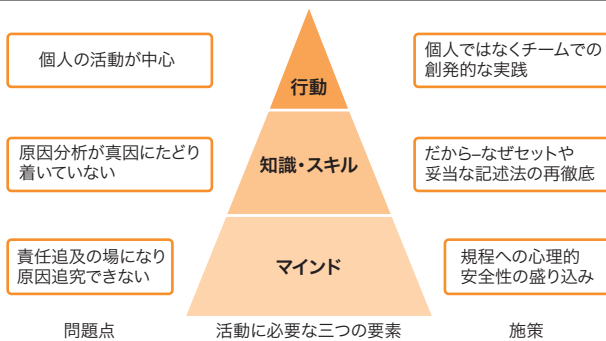 個人の活動が中心
行動
個人ではなくチームでの
創発的な実践
原因分析が真因にたどり
着いていない
知識・スキル
だから–なぜセットや
妥当な記述法の再徹底
責任追及の場になり
原因追究できない
マインド
規程への心理的
安全性の盛り込み
問題点
活動に必要な三つの要素
施策